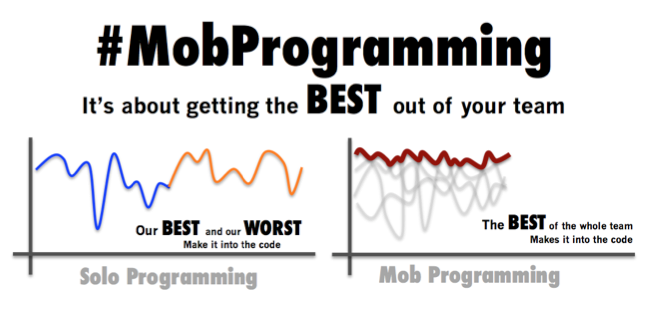 #MobProgramming
It's about getting the BEST out of your team
Our BEST and our WORST
Make it into the code
Solo Programming
The BEST of the whole team
Makes it into the code
Mob Programming